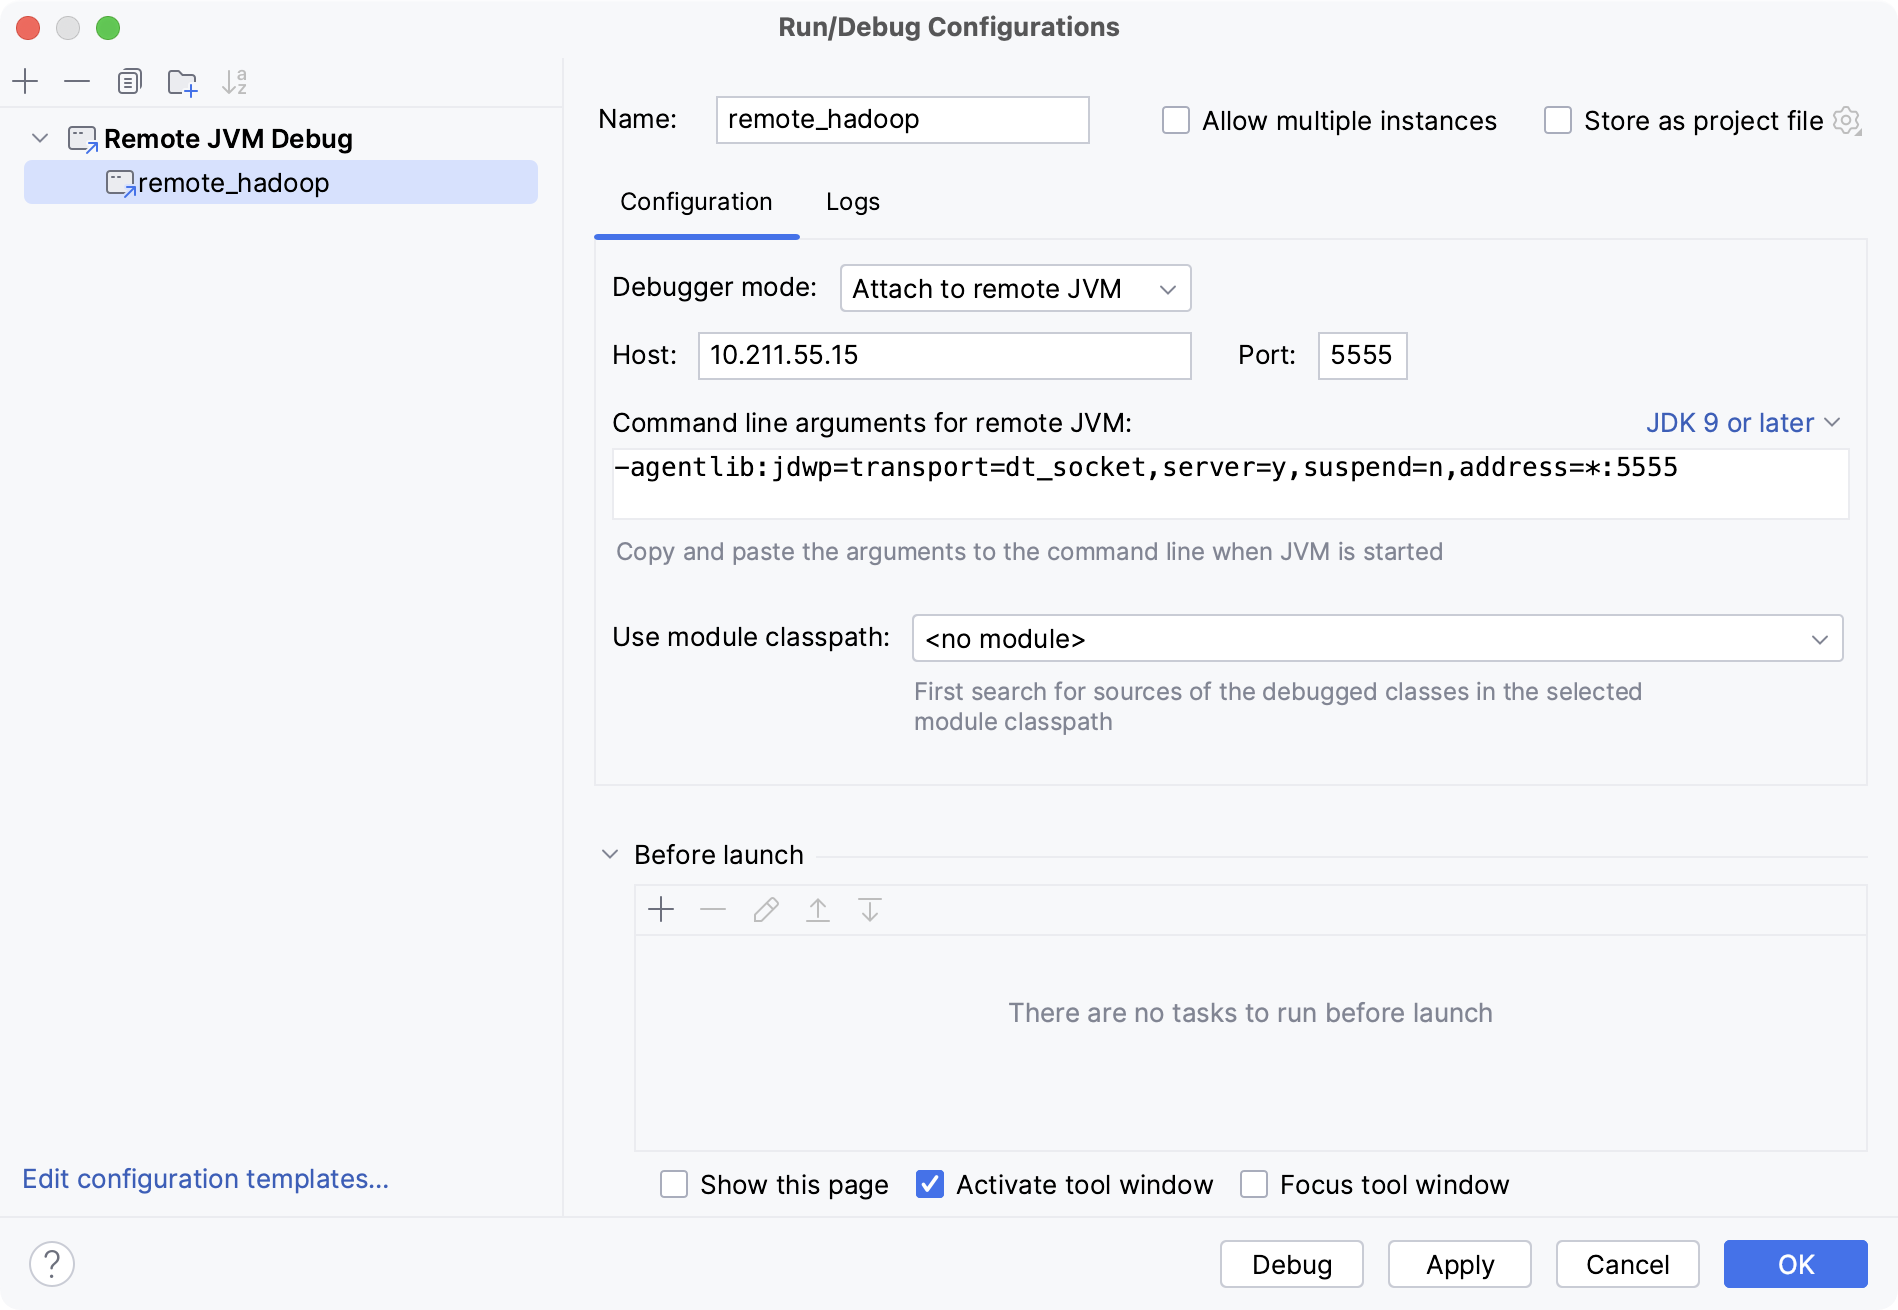 Run/Debug Configurations
Remote JVM Debug
remote_hadoop
Edit configuration templates...
Name: remote_hadoop Allow multiple instances Store as project file
Configuration Logs
Debugger mode: Attach to remote JVM
Host: 10.211.55.15 Port: 5555
Command line arguments for remote JVM: JDK 9 or later
-agentlib:jdwp=transport=dt_socket,server=y,suspend=n,address=*:5555
Copy and paste the arguments to the command line when JVM is started
Use module classpath: <no module>
First search for sources of the debugged classes in the selected
module classpath
Before launch
There are no tasks to run before launch
Show this page Activate tool window Focus tool window
? Debug Apply Cancel OK